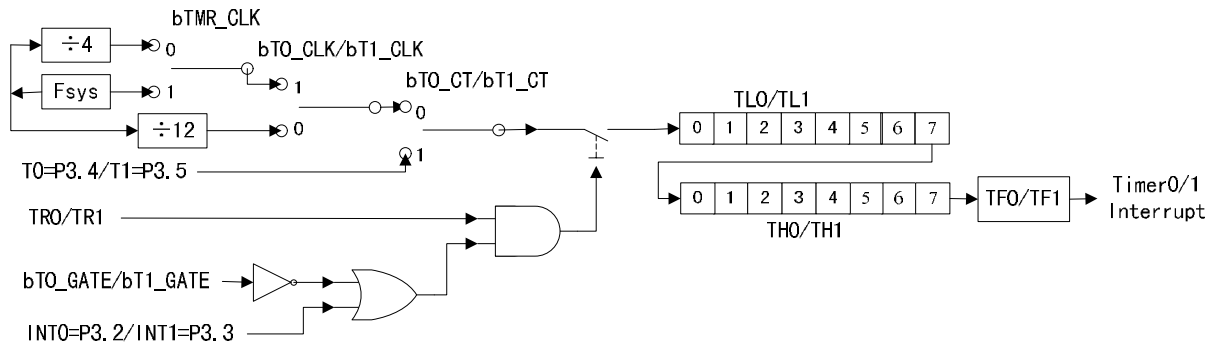 bTMR_CLK
÷4
0
bT0_CLK/bT1_CLK
Fsys
1
1
bT0_CT/bT1_CT
0
÷12
0
TL0/TL1
0 1 2 3 4 5 6 7
1
T0=P3.4/T1=P3.5
0 1 2 3 4 5 6 7
TH0/TH1
TF0/TF1
Timer0/1
Interrupt
TR0/TR1
bT0_GATE/bT1_GATE
INT0=P3.2/INT1=P3.3